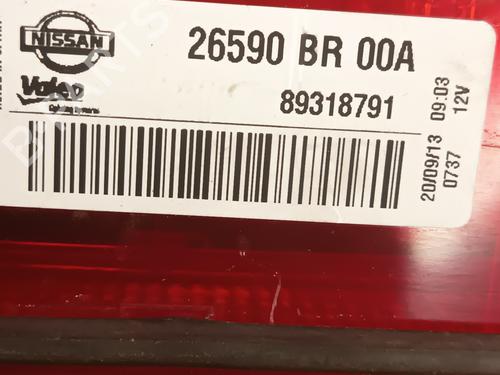 NISSAN
Valeo
26590 BR 00A
89318791
20/09/13 09:03
0737 12V